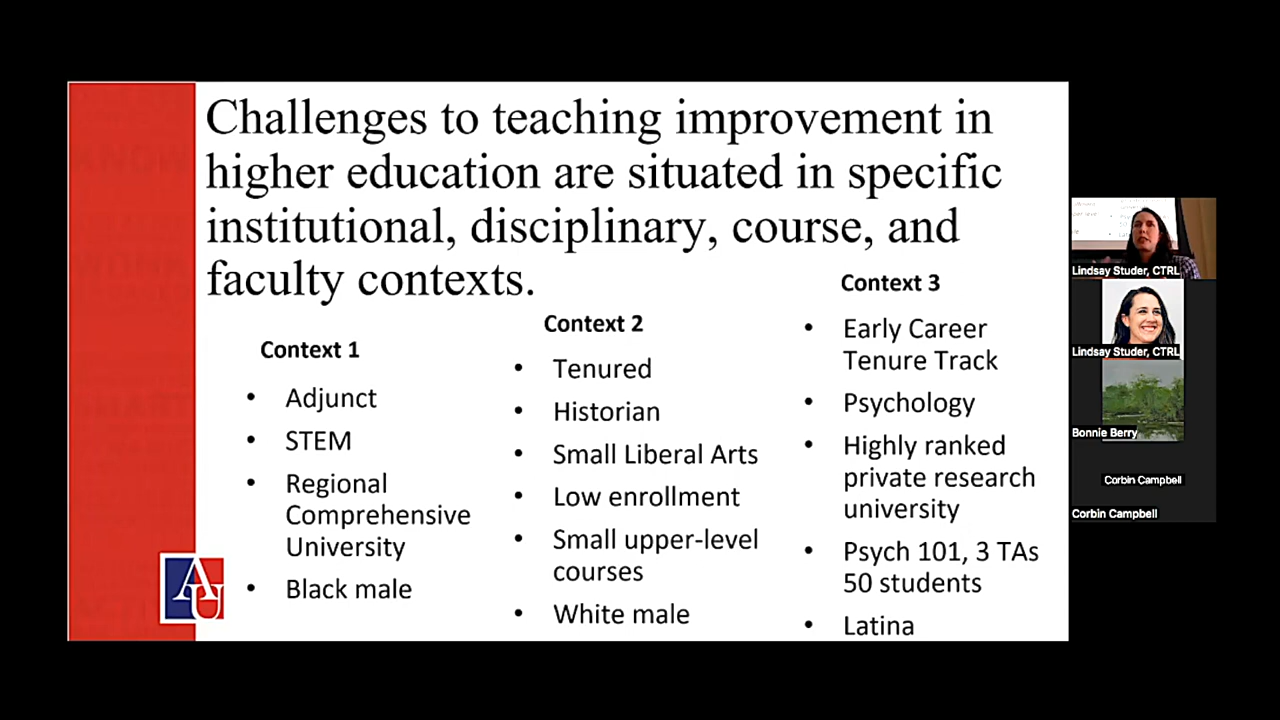 Challenges to teaching improvement in
higher education are situated in specific
institutional, disciplinary, course, and
faculty contexts.
Context 1
• Adjunct
• STEM
• Regional
Comprehensive
University
• Black male
Context 2
• Tenured
• Historian
• Small Liberal Arts
• Low enrollment
• Small upper-level
courses
• White male
Context 3
• Early Career
Tenure Track
• Psychology
• Highly ranked
private research
university
• Psych 101, 3 TAs
50 students
• Latina
AU
Lindsay Studer, CTRL
Lindsay Studer, CTRL
Bonnie Berry
Corbin Campbell
Corbin Campbell